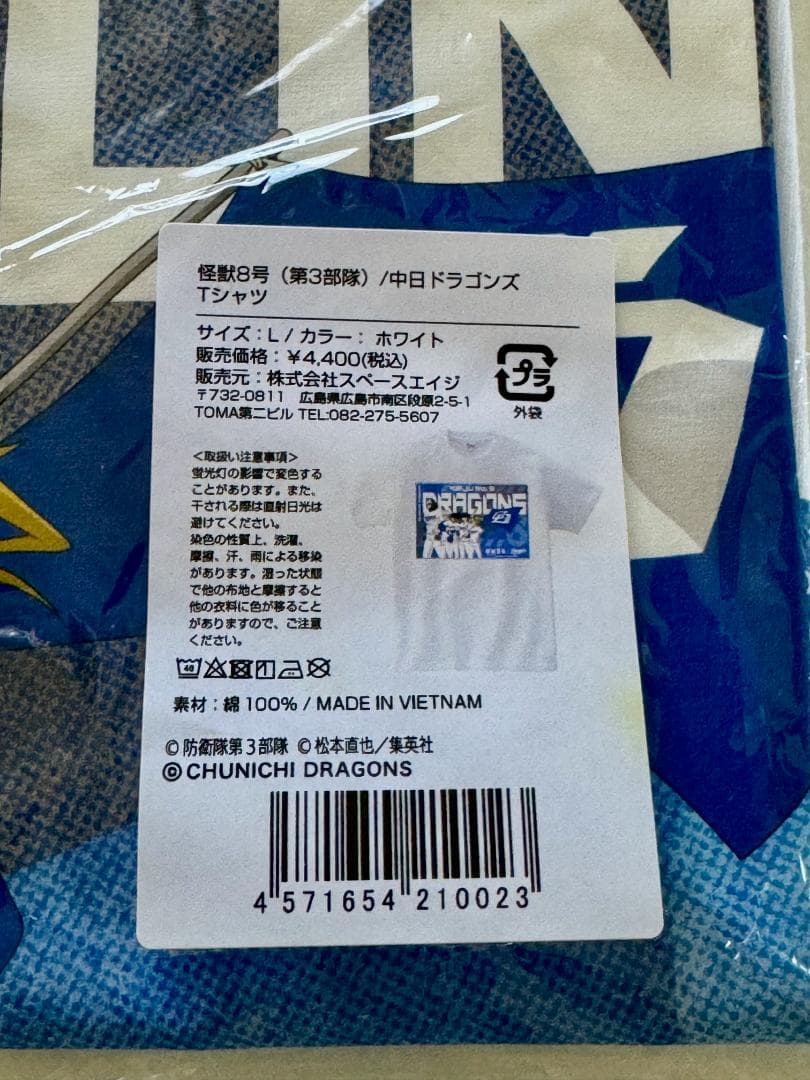 怪獣8号（第3部隊）/中日ドラゴンズ
Tシャツ
サイズ：L / カラー： ホワイト
販売価格：￥4,400(税込)
販売元：株式会社スペースエイジ
〒732-0811 広島県広島市南区段原2-5-1
TOMA第二ビル TEL:082-275-5607
プラ
外袋
<取扱い注意事項>
蛍光灯の影響で変色する
ことがあります。また、
干される際は直射日光は
避けてください。
染色の性質上、洗濯、
摩擦、汗、雨による移染
があります。湿った状態
で他の布地と摩擦すると
他の衣料に色が移ること
がありますので、ご注意
ください。
DRAGONS
40
素材：綿 100% / MADE IN VIETNAM
©防衛隊第3部隊 ©松本直也／集英社
©CHUNICHI DRAGONS
4 571654 210023